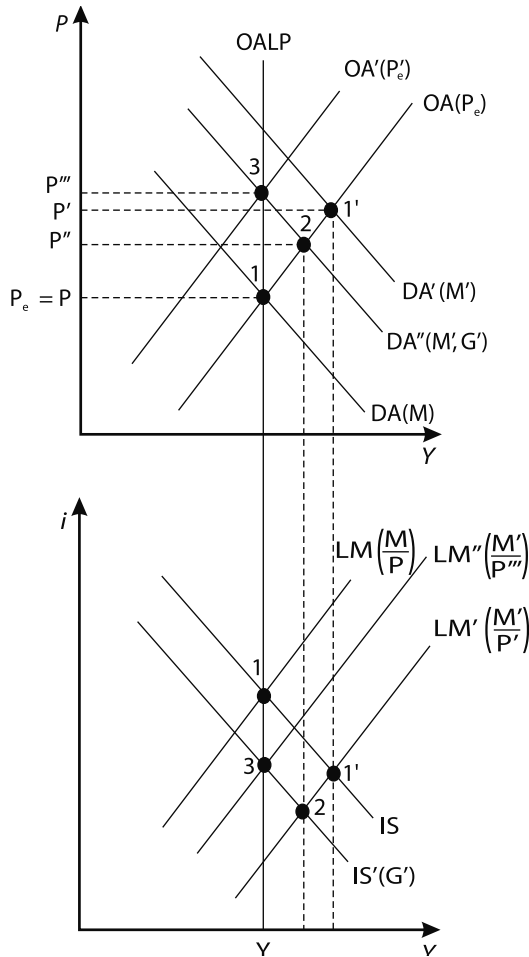 P
OALP
OA′(P′e)
OA(Pe)
P‴
3
P′
1'
2
P″
1
DA′(M′)
Pe = P
DA″(M′, G′)
DA(M)
Y
i
LM(M/P)
LM″(M′/P‴)
LM′(M′/P′)
1
3
1'
2
IS
IS′(G′)
Y
Y